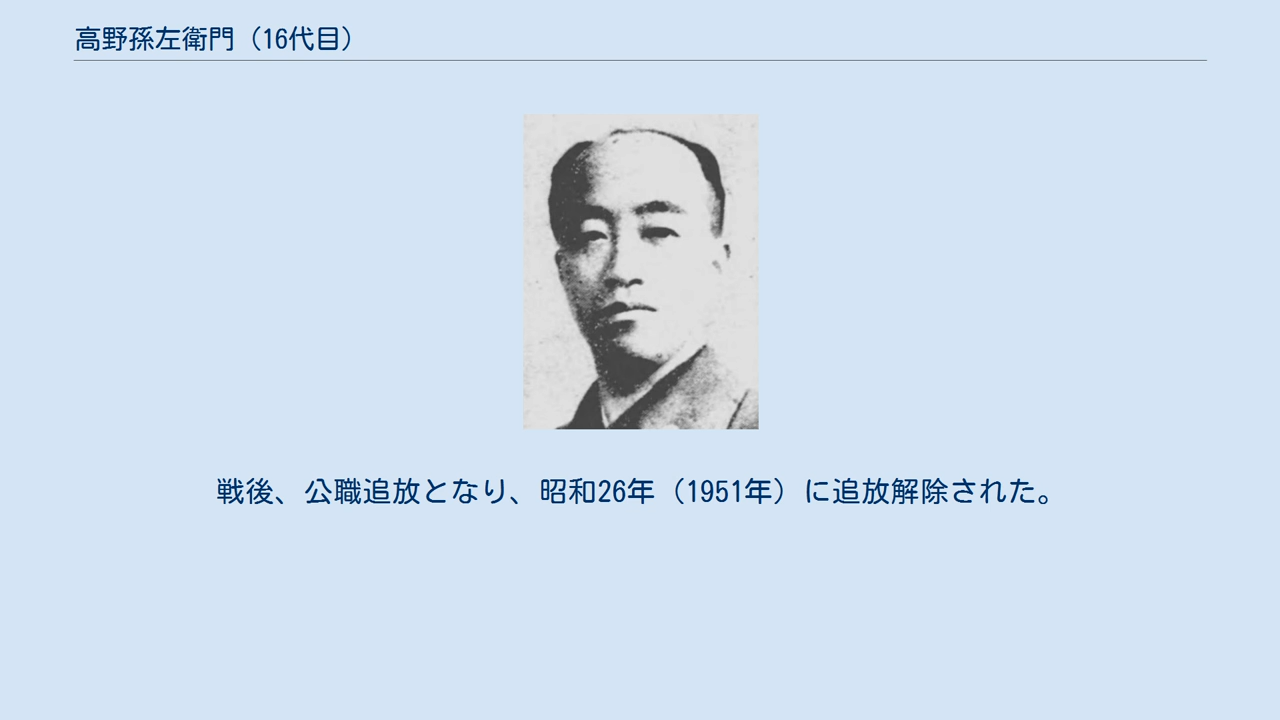 高野孫左衛門（16代目）
戦後、公職追放となり、昭和26年（1951年）に追放解除された。